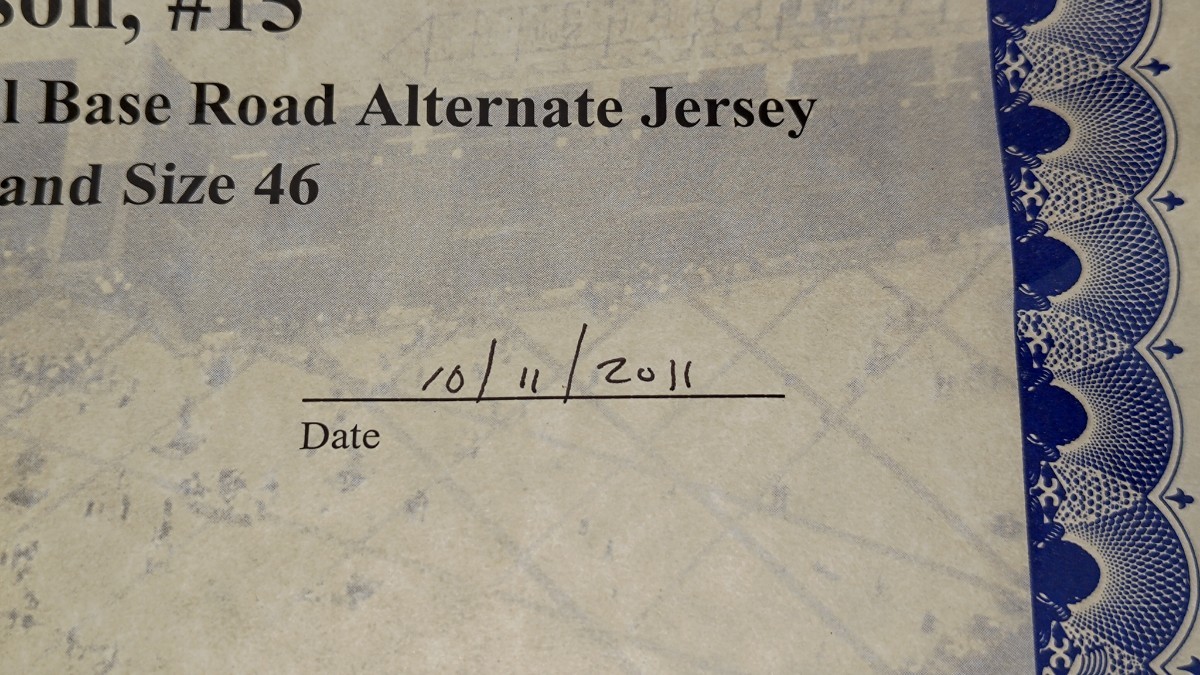 son, #15
l Base Road Alternate Jersey
and Size 46
10/11/2011
Date